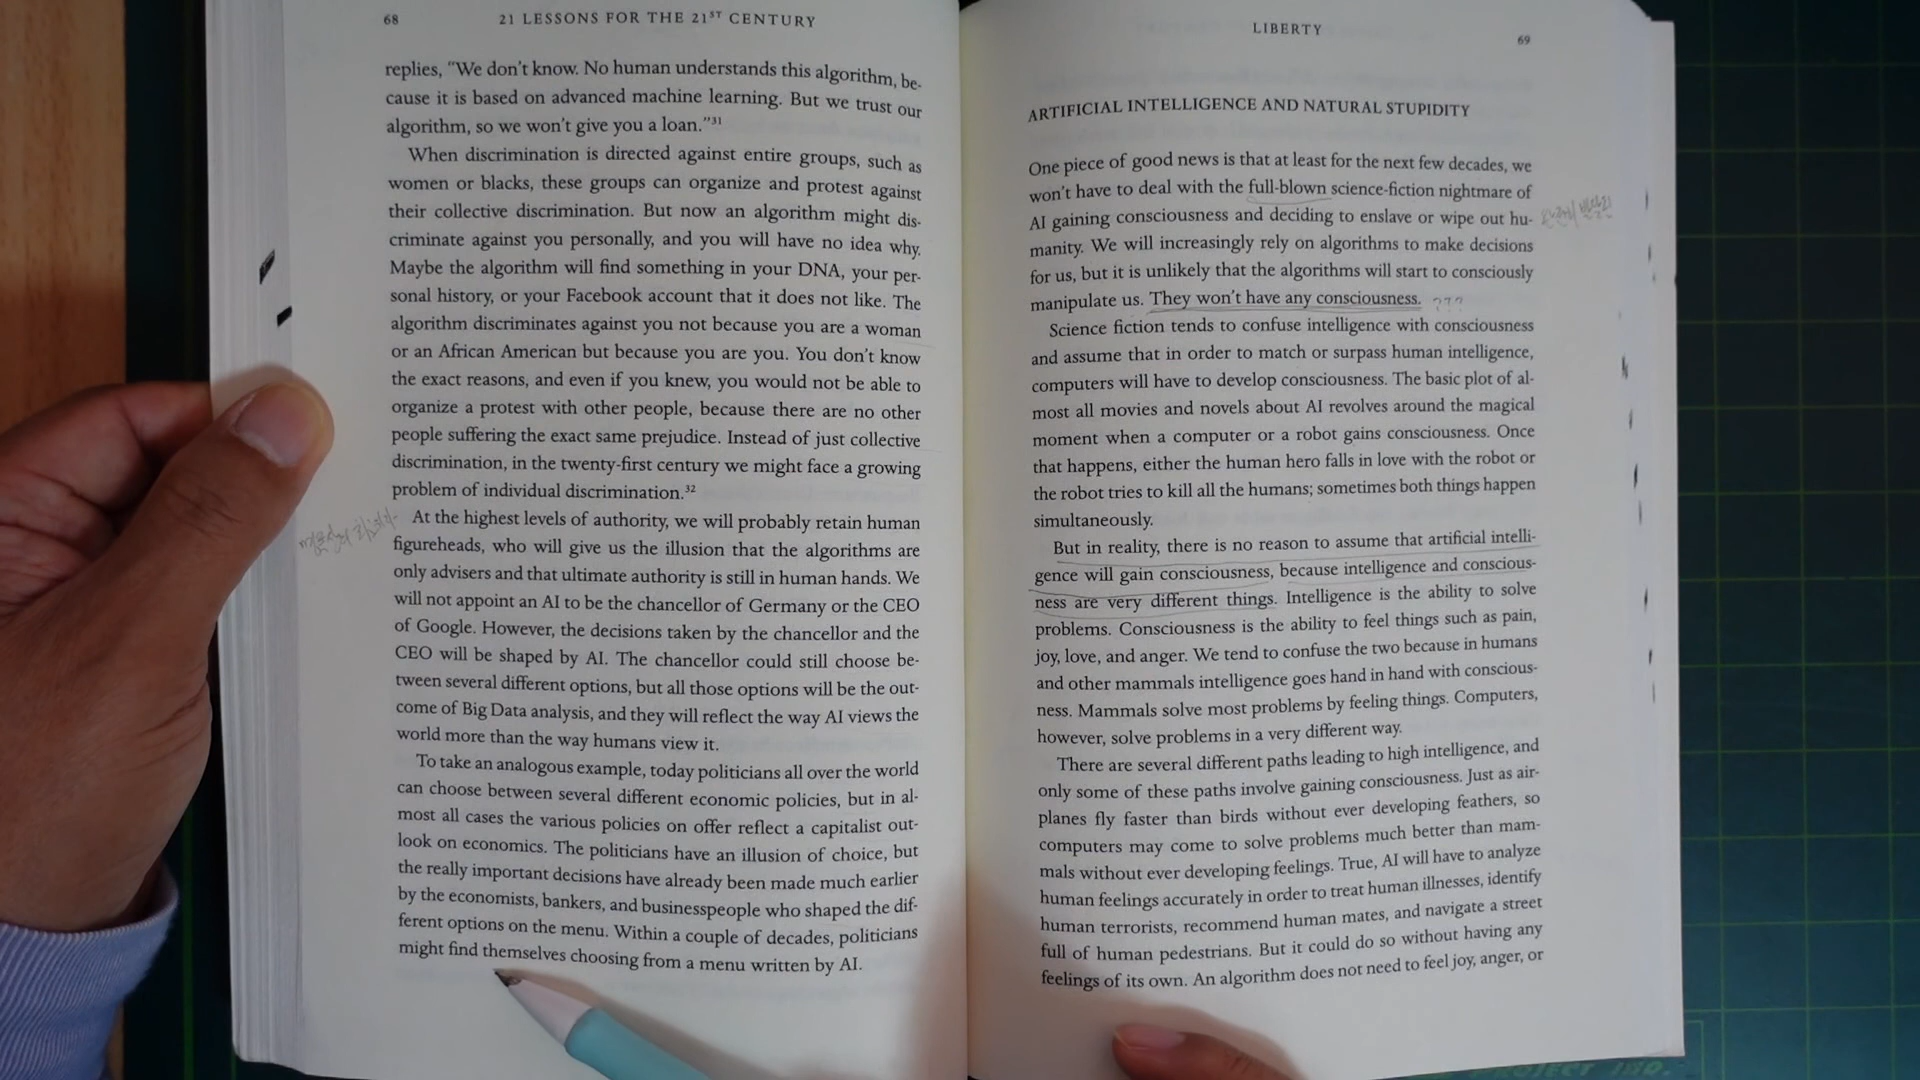 68
21 LESSONS FOR THE 21ST CENTURY
replies, “We don’t know. No human understands this algorithm, be-
cause it is based on advanced machine learning. But we trust our
algorithm, so we won’t give you a loan.”31
When discrimination is directed against entire groups, such as
women or blacks, these groups can organize and protest against
their collective discrimination. But now an algorithm might dis-
criminate against you personally, and you will have no idea why.
Maybe the algorithm will find something in your DNA, your per-
sonal history, or your Facebook account that it does not like. The
algorithm discriminates against you not because you are a woman
or an African American but because you are you. You don’t know
the exact reasons, and even if you knew, you would not be able to
organize a protest with other people, because there are no other
people suffering the exact same prejudice. Instead of just collective
discrimination, in the twenty-first century we might face a growing
problem of individual discrimination.32
At the highest levels of authority, we will probably retain human
figureheads, who will give us the illusion that the algorithms are
only advisers and that ultimate authority is still in human hands. We
will not appoint an AI to be the chancellor of Germany or the CEO
of Google. However, the decisions taken by the chancellor and the
CEO will be shaped by AI. The chancellor could still choose be-
tween several different options, but all those options will be the out-
come of Big Data analysis, and they will reflect the way AI views the
world more than the way humans view it.
To take an analogous example, today politicians all over the world
can choose between several different economic policies, but in al-
most all cases the various policies on offer reflect a capitalist out-
look on economics. The politicians have an illusion of choice, but
the really important decisions have already been made much earlier
by the economists, bankers, and businesspeople who shaped the dif-
ferent options on the menu. Within a couple of decades, politicians
might find themselves choosing from a menu written by AI.
LIBERTY
69
ARTIFICIAL INTELLIGENCE AND NATURAL STUPIDITY
One piece of good news is that at least for the next few decades, we
won’t have to deal with the full-blown science-fiction nightmare of
AI gaining consciousness and deciding to enslave or wipe out hu-
manity. We will increasingly rely on algorithms to make decisions
for us, but it is unlikely that the algorithms will start to consciously
manipulate us. They won’t have any consciousness. ???
Science fiction tends to confuse intelligence with consciousness
and assume that in order to match or surpass human intelligence,
computers will have to develop consciousness. The basic plot of al-
most all movies and novels about AI revolves around the magical
moment when a computer or a robot gains consciousness. Once
that happens, either the human hero falls in love with the robot or
the robot tries to kill all the humans; sometimes both things happen
simultaneously.
But in reality, there is no reason to assume that artificial intelli-
gence will gain consciousness, because intelligence and conscious-
ness are very different things. Intelligence is the ability to solve
problems. Consciousness is the ability to feel things such as pain,
joy, love, and anger. We tend to confuse the two because in humans
and other mammals intelligence goes hand in hand with conscious-
ness. Mammals solve most problems by feeling things. Computers,
however, solve problems in a very different way.
There are several different paths leading to high intelligence, and
only some of these paths involve gaining consciousness. Just as air-
planes fly faster than birds without ever developing feathers, so
computers may come to solve problems much better than mam-
mals without ever developing feelings. True, AI will have to analyze
human feelings accurately in order to treat human illnesses, identify
human terrorists, recommend human mates, and navigate a street
full of human pedestrians. But it could do so without having any
feelings of its own. An algorithm does not need to feel joy, anger, or